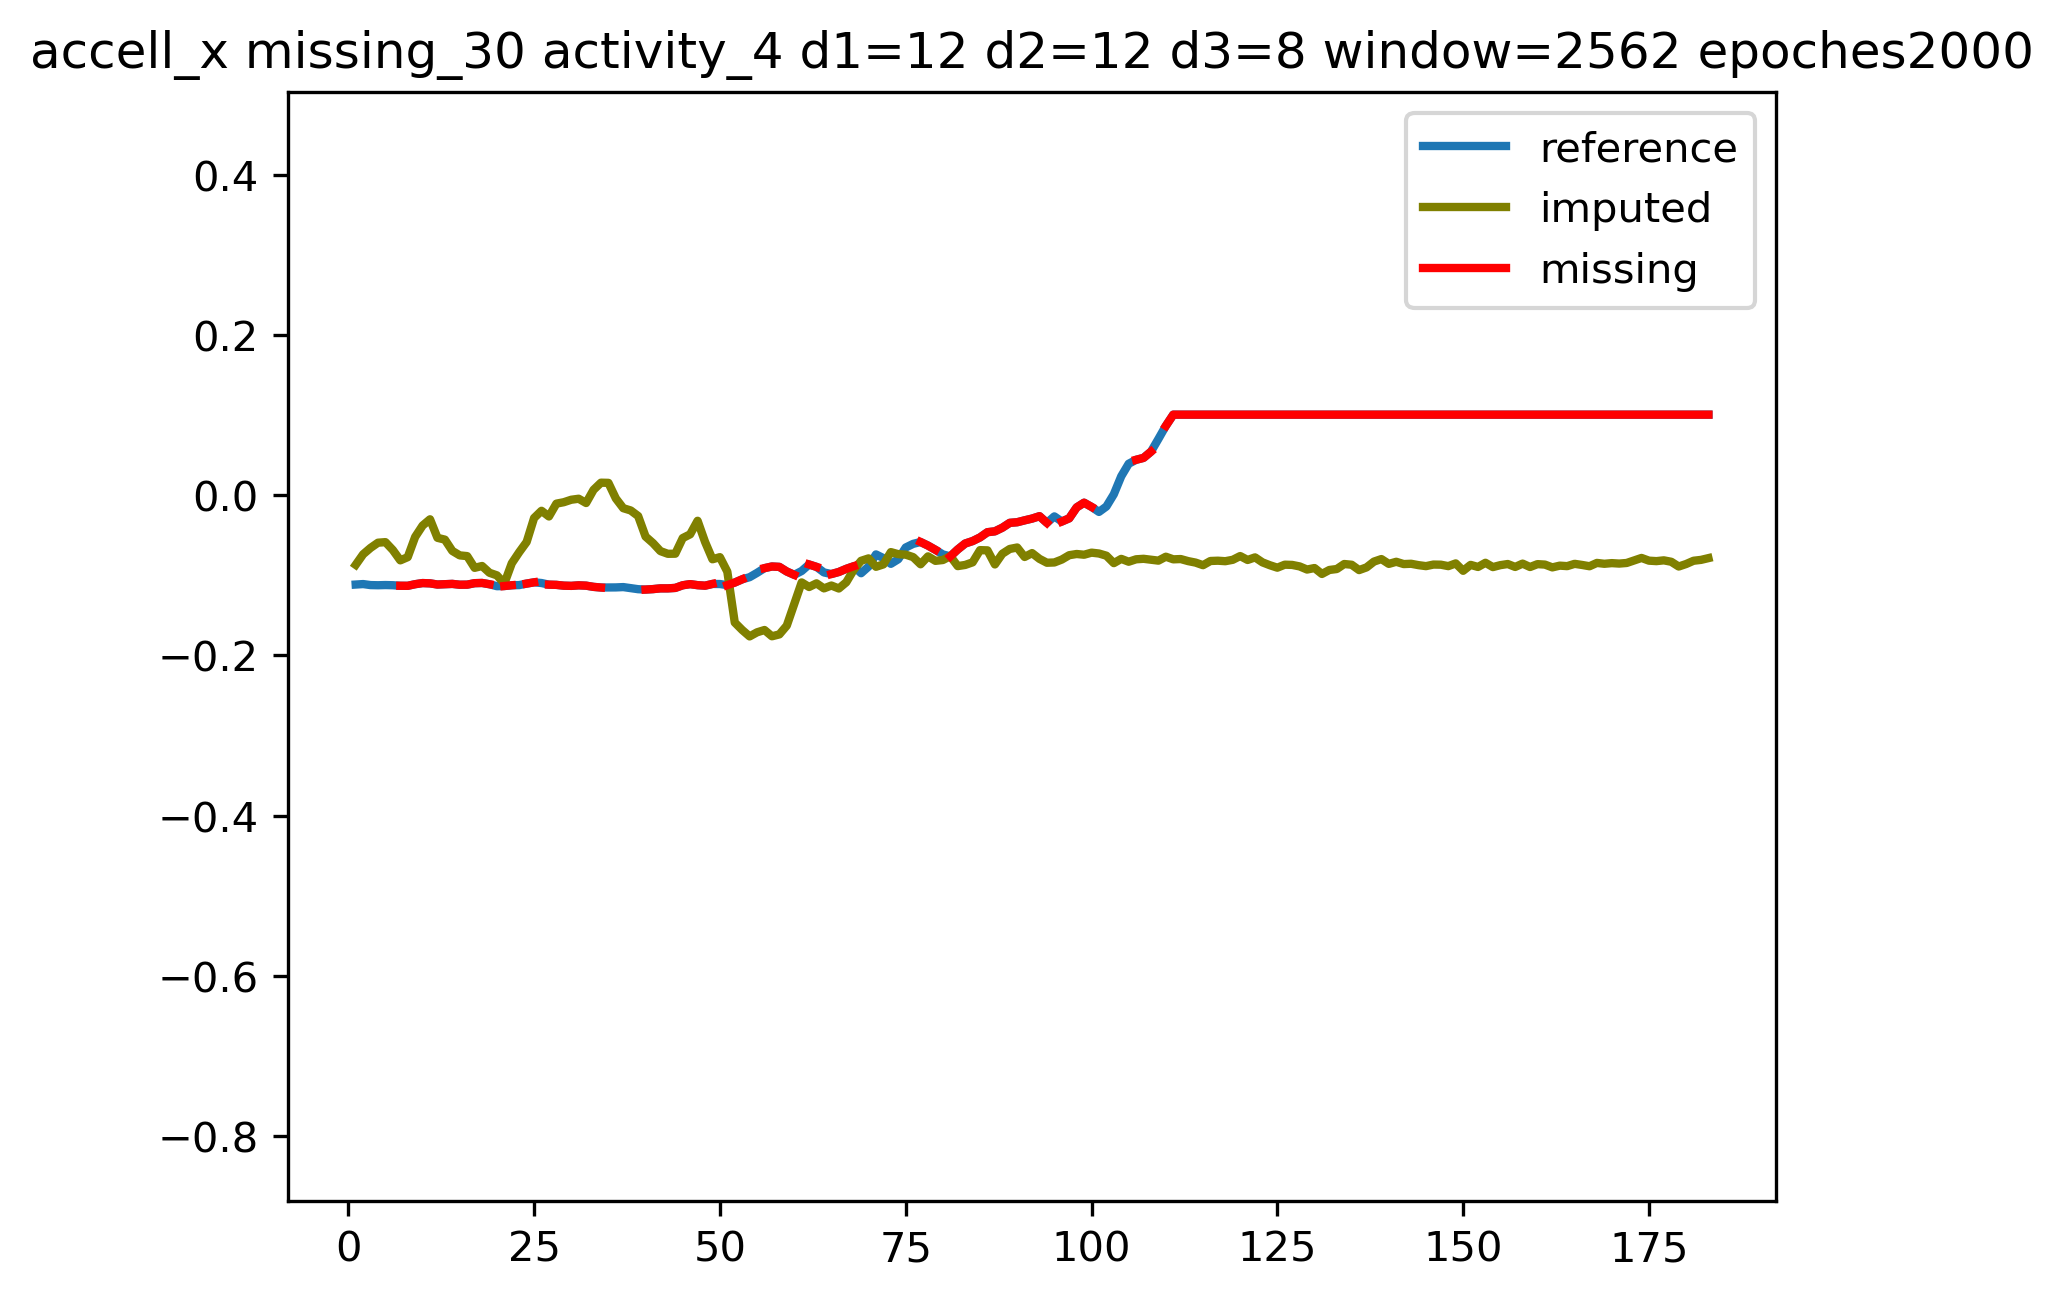 accell_x missing_30 activity_4 d1=12 d2=12 d3=8 window=2562 epoches2000
reference
imputed
missing
0.4
0.2
0.0
−0.2
−0.4
−0.6
−0.8
0 25 50 75 100 125 150 175